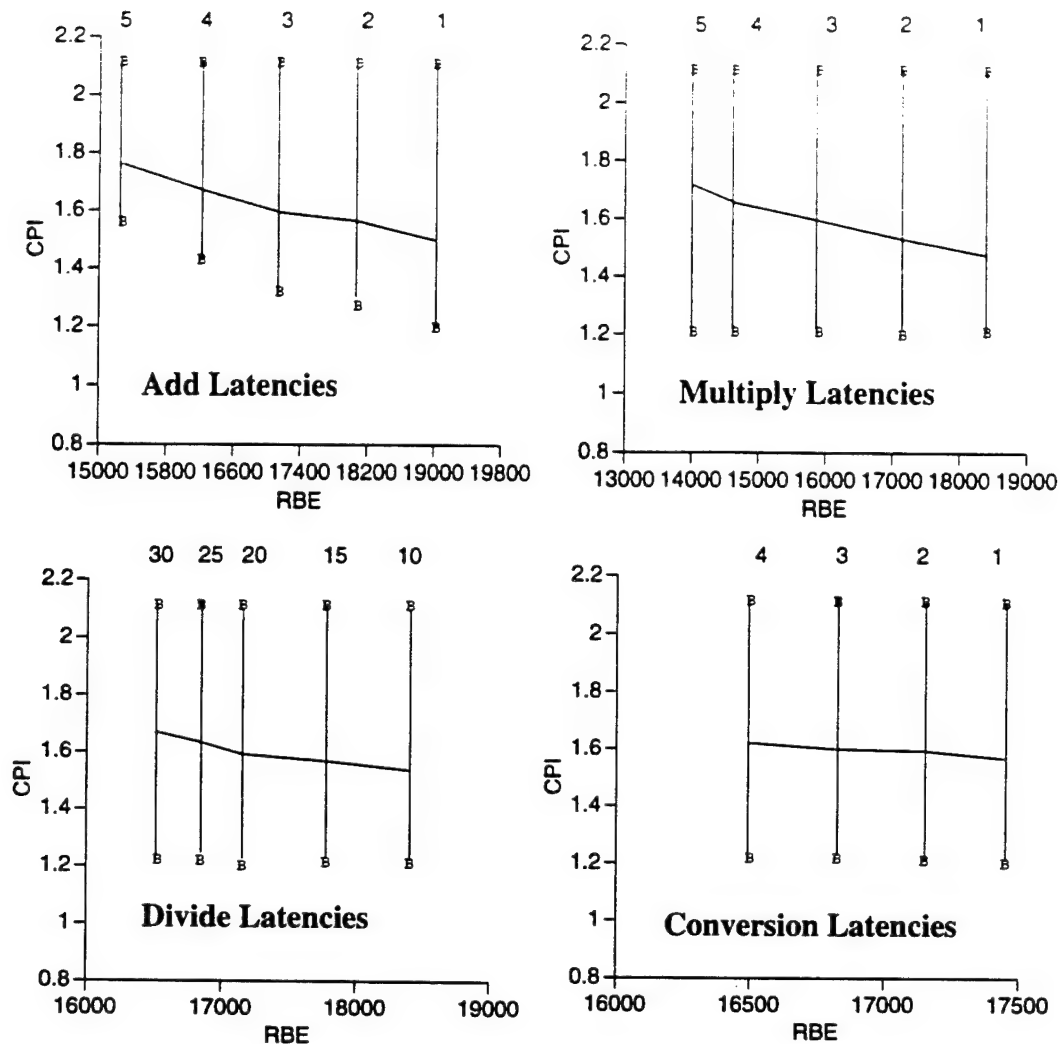 5 4 3 2 1
2.2
2
1.8
1.6
1.4
1.2
1
0.8
CPI
B B B B B
B B B B B
Add Latencies
15000 15800 16600 17400 18200 19000 19800
RBE
5 4 3 2 1
2.2
2
1.8
1.6
1.4
1.2
1
0.8
CPI
B B B B B
B B B B B
Multiply Latencies
13000 14000 15000 16000 17000 18000 19000
RBE
30 25 20 15 10
2.2
2
1.8
1.6
1.4
1.2
1
0.8
CPI
B B B B B
B B B B B
Divide Latencies
16000 17000 18000 19000
RBE
4 3 2 1
2.2
2
1.8
1.6
1.4
1.2
1
0.8
CPI
B B B B
B B B B
Conversion Latencies
16000 16500 17000 17500
RBE